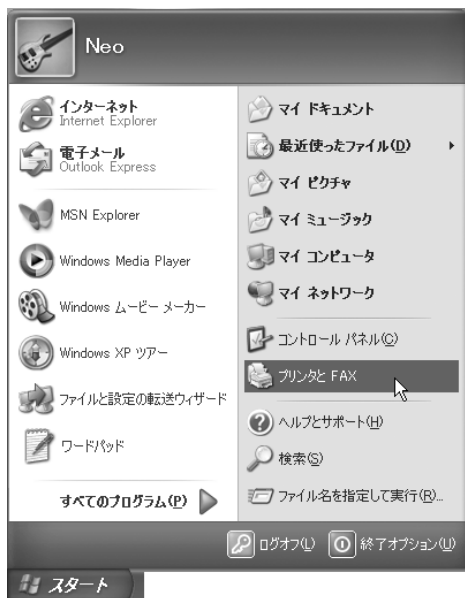 Neo
インターネット
Internet Explorer
電子メール
Outlook Express
MSN Explorer
Windows Media Player
Windows ムービー メーカー
Windows XP ツアー
ファイルと設定の転送ウィザード
ワードパッド
すべてのプログラム(P)
マイ ドキュメント
最近使ったファイル(D)
マイ ピクチャ
マイ ミュージック
マイ コンピュータ
マイ ネットワーク
コントロール パネル(C)
プリンタと FAX
ヘルプとサポート(H)
検索(S)
ファイル名を指定して実行(R)...
ログオフ(L)
終了オプション(U)
スタート